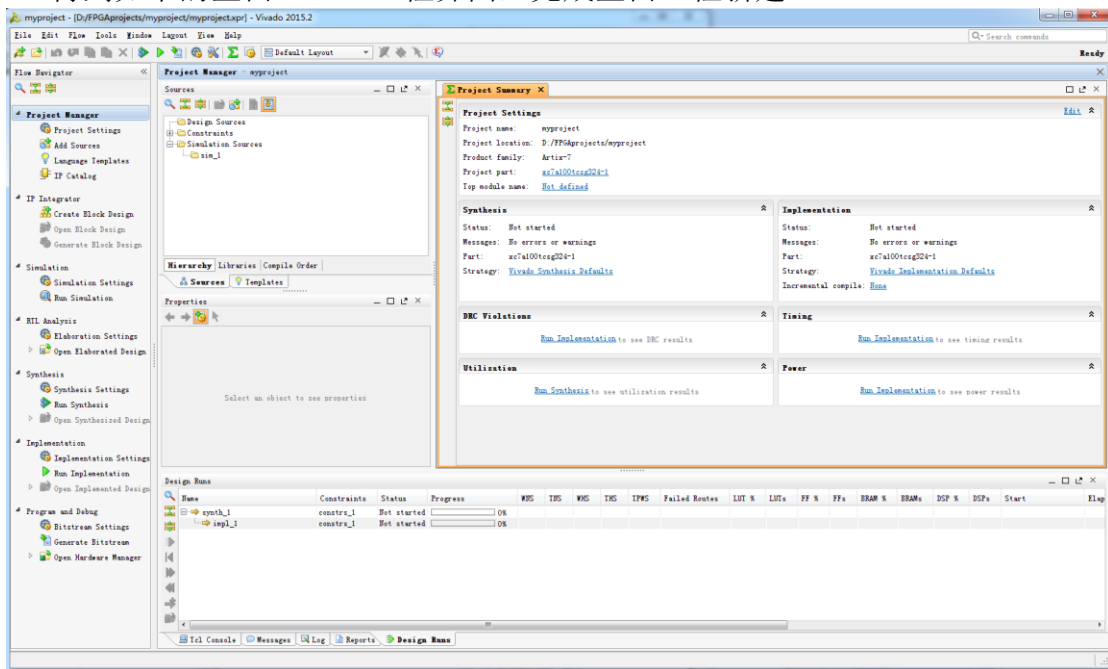 myproject - [D:/FPGAprojects/myproject/myproject.xpr] - Vivado 2015.2
File Edit Flow Tools Window Layout View Help
Search commands
Default Layout
Ready
Flow Navigator
Project Manager
Project Settings
Add Sources
Language Templates
IP Catalog
IP Integrator
Create Block Design
Open Block Design
Generate Block Design
Simulation
Simulation Settings
Run Simulation
RTL Analysis
Elaboration Settings
Open Elaborated Design
Synthesis
Synthesis Settings
Run Synthesis
Open Synthesized Design
Implementation
Implementation Settings
Run Implementation
Open Implemented Design
Program and Debug
Bitstream Settings
Generate Bitstream
Open Hardware Manager
Project Manager - myproject
Sources
Design Sources
Constraints
Simulation Sources
sim_1
Hierarchy Libraries Compile Order
Sources Templates
Properties
Select an object to see properties
Project Summary
Project Settings Edit
Project name: myproject
Project location: D:/FPGAprojects/myproject
Product family: Artix-7
Project part: xc7a100tcsg324-1
Top module name: Not defined
Synthesis
Status: Not started
Messages: No errors or warnings
Part: xc7a100tcsg324-1
Strategy: Vivado Synthesis Defaults
Implementation
Status: Not started
Messages: No errors or warnings
Part: xc7a100tcsg324-1
Strategy: Vivado Implementation Defaults
Incremental compile: None
DRC Violations
Run Implementation to see DRC results
Timing
Run Implementation to see timing results
Utilization
Run Synthesis to see utilization results
Power
Run Implementation to see power results
Design Runs
Name Constraints Status Progress WNS TNS WHS THS TPWS Failed Routes LUT % LUTs FF % FFs BRAM % BRAMs DSP % DSPs Start Elap
synth_1 constrs_1 Not started 0%
impl_1 constrs_1 Not started 0%
Tcl Console Messages Log Reports Design Runs